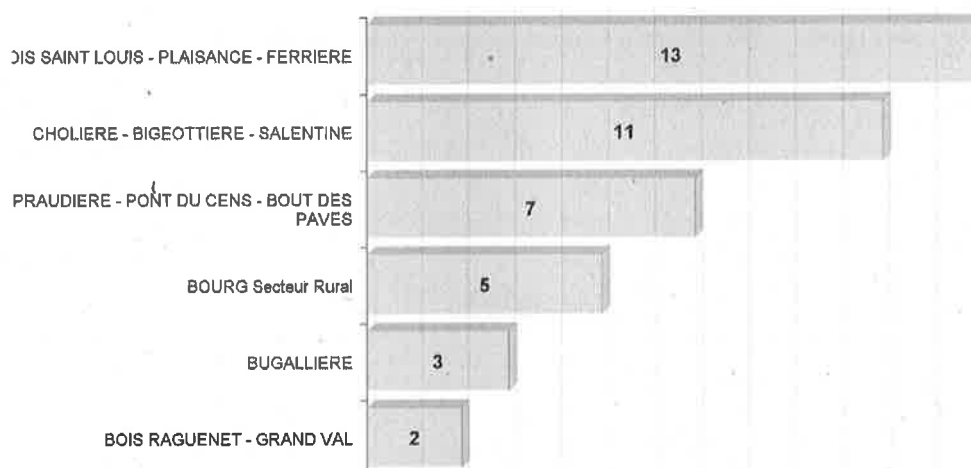 OIS SAINT LOUIS - PLAISANCE - FERRIERE 13
CHOLIERE - BIGEOTTIERE - SALENTINE 11
PRAUDIERE - PONT DU CENS - BOUT DES
PAVES 7
BOURG Secteur Rural 5
BUGALLIERE 3
BOIS RAGUENET - GRAND VAL 2